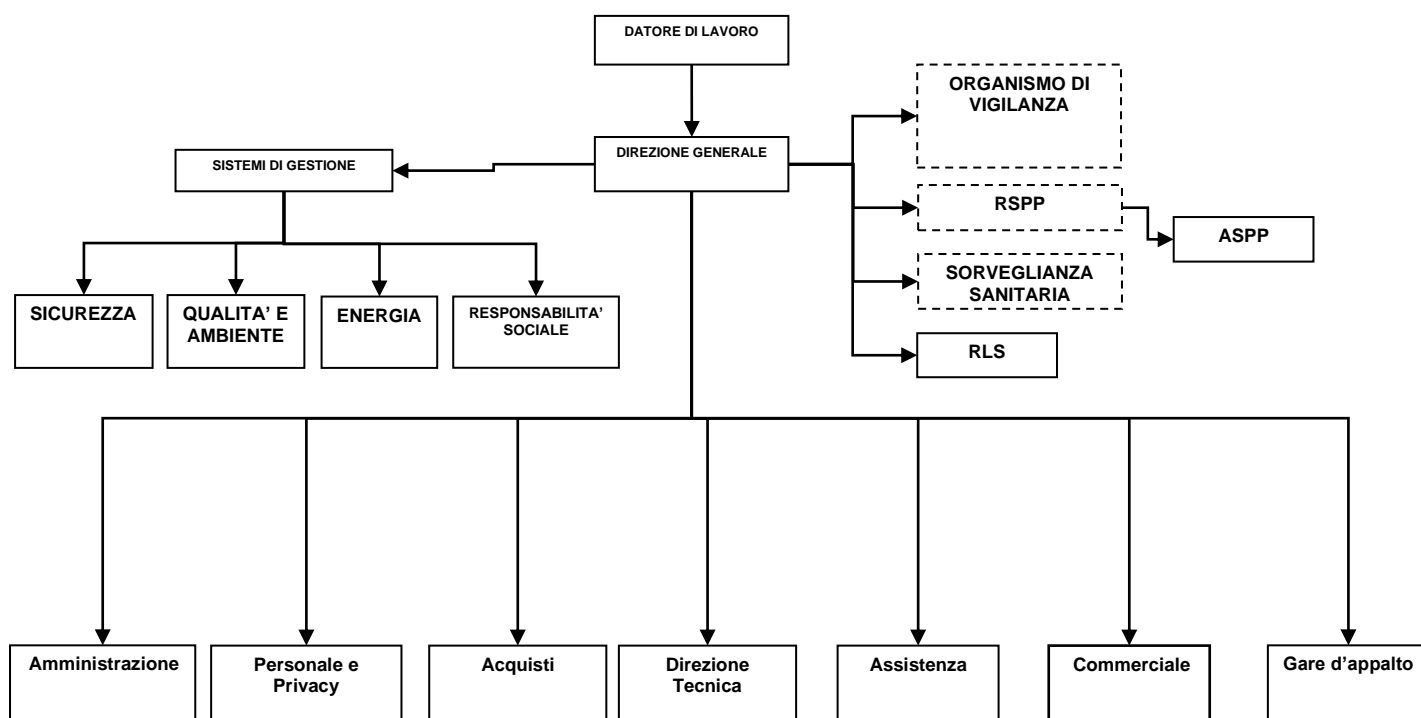 DATORE DI LAVORO
ORGANISMO DI
VIGILANZA
DIREZIONE GENERALE
SISTEMI DI GESTIONE
RSPP
ASPP
SORVEGLIANZA
SANITARIA
SICUREZZA
QUALITA’ E
AMBIENTE
ENERGIA
RESPONSABILITA’
SOCIALE
RLS
Amministrazione
Personale e
Privacy
Acquisti
Direzione
Tecnica
Assistenza
Commerciale
Gare d’appalto